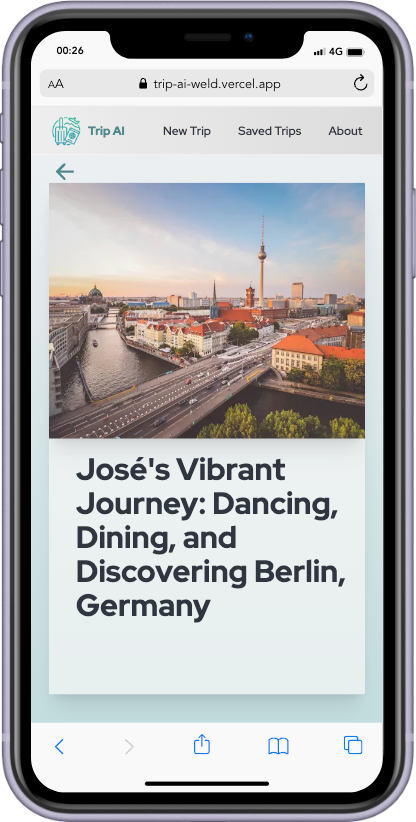 00:26
4G
AA
trip-ai-weld.vercel.app
Trip AI
New Trip
Saved Trips
About
José's Vibrant
Journey: Dancing,
Dining, and
Discovering Berlin,
Germany